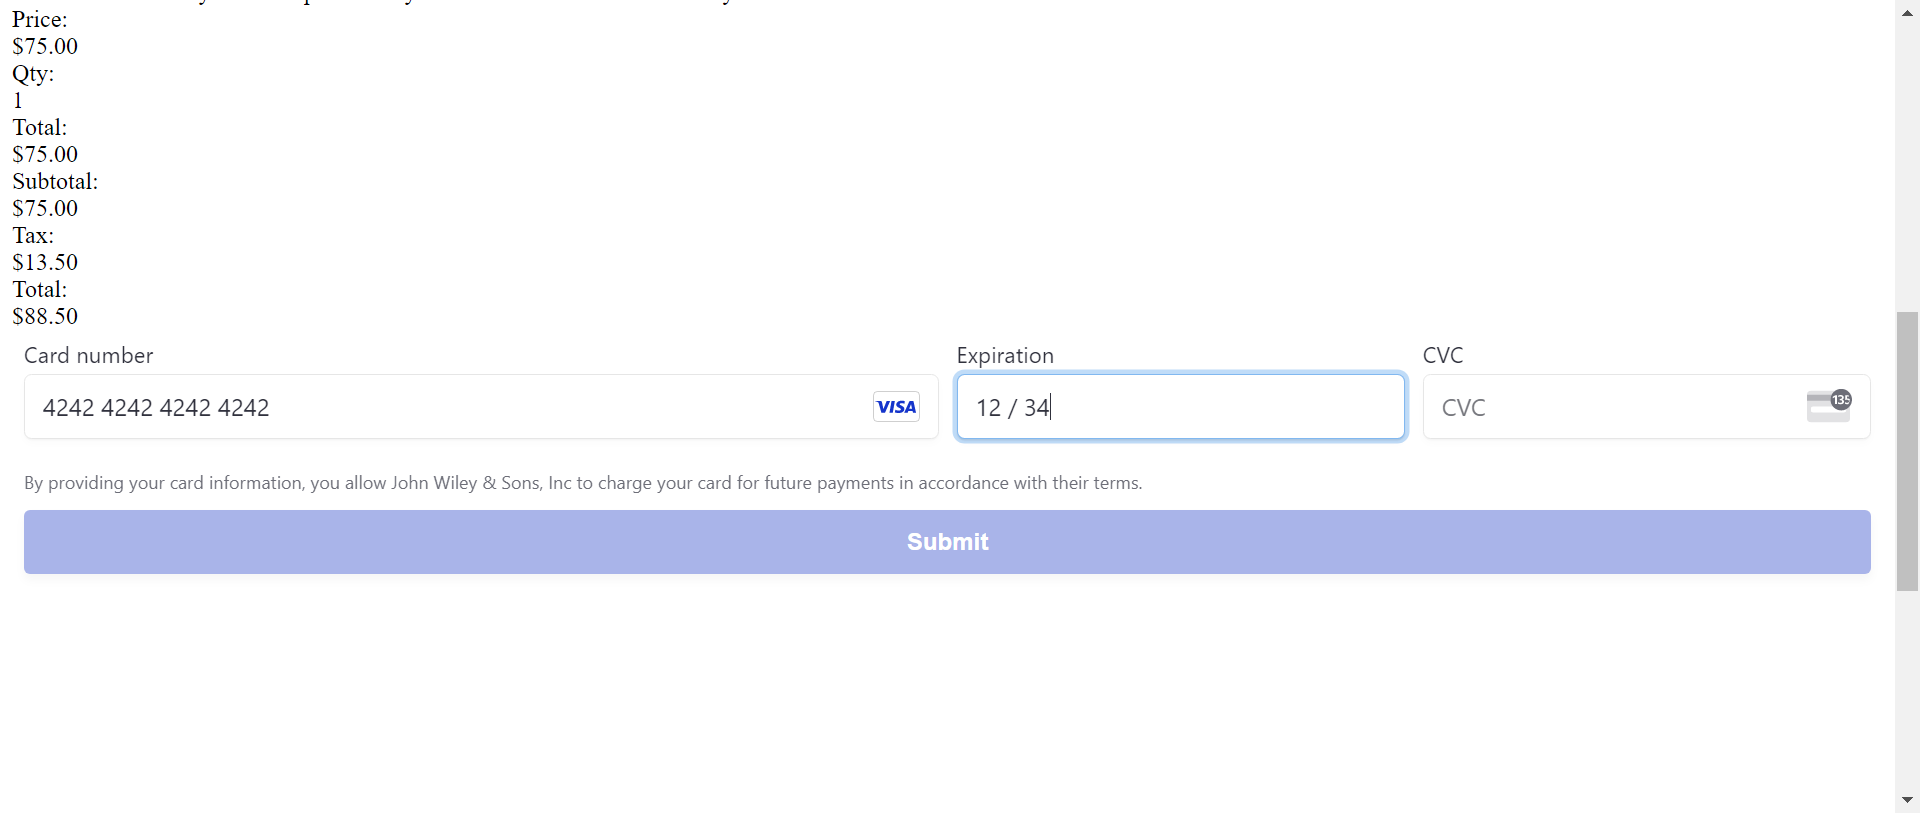 Price:
$75.00
Qty:
1
Total:
$75.00
Subtotal:
$75.00
Tax:
$13.50
Total:
$88.50
Card number Expiration CVC
4242 4242 4242 4242 VISA 12 / 34 CVC 135
By providing your card information, you allow John Wiley & Sons, Inc to charge your card for future payments in accordance with their terms.
Submit